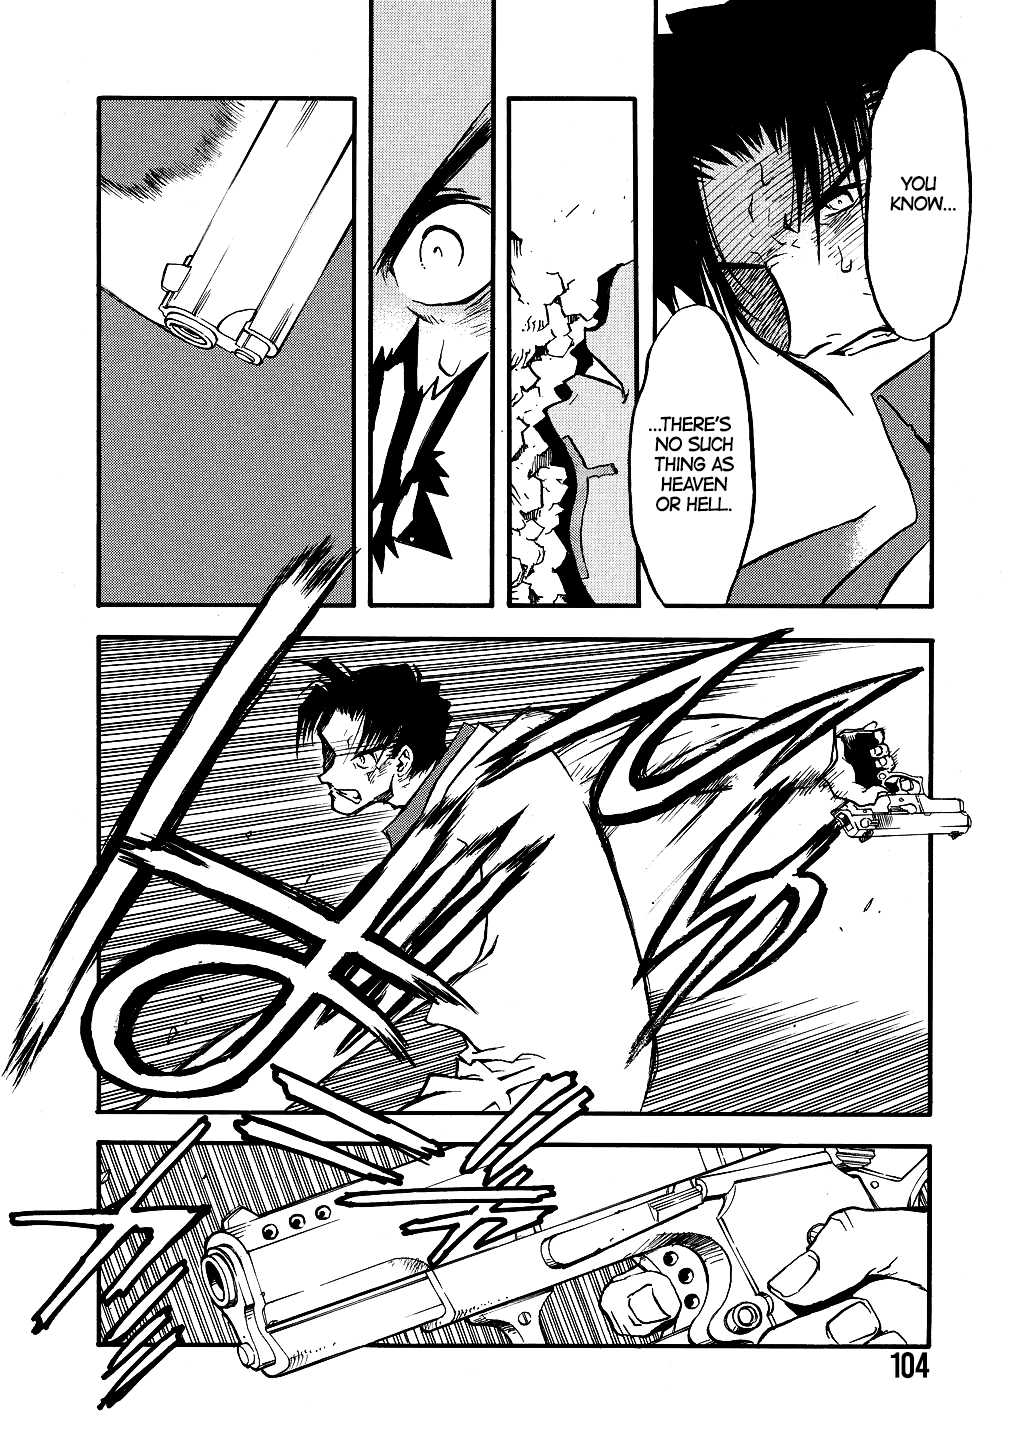 YOU
KNOW...
...THERE'S
NO SUCH
THING AS
HEAVEN
OR HELL.
104